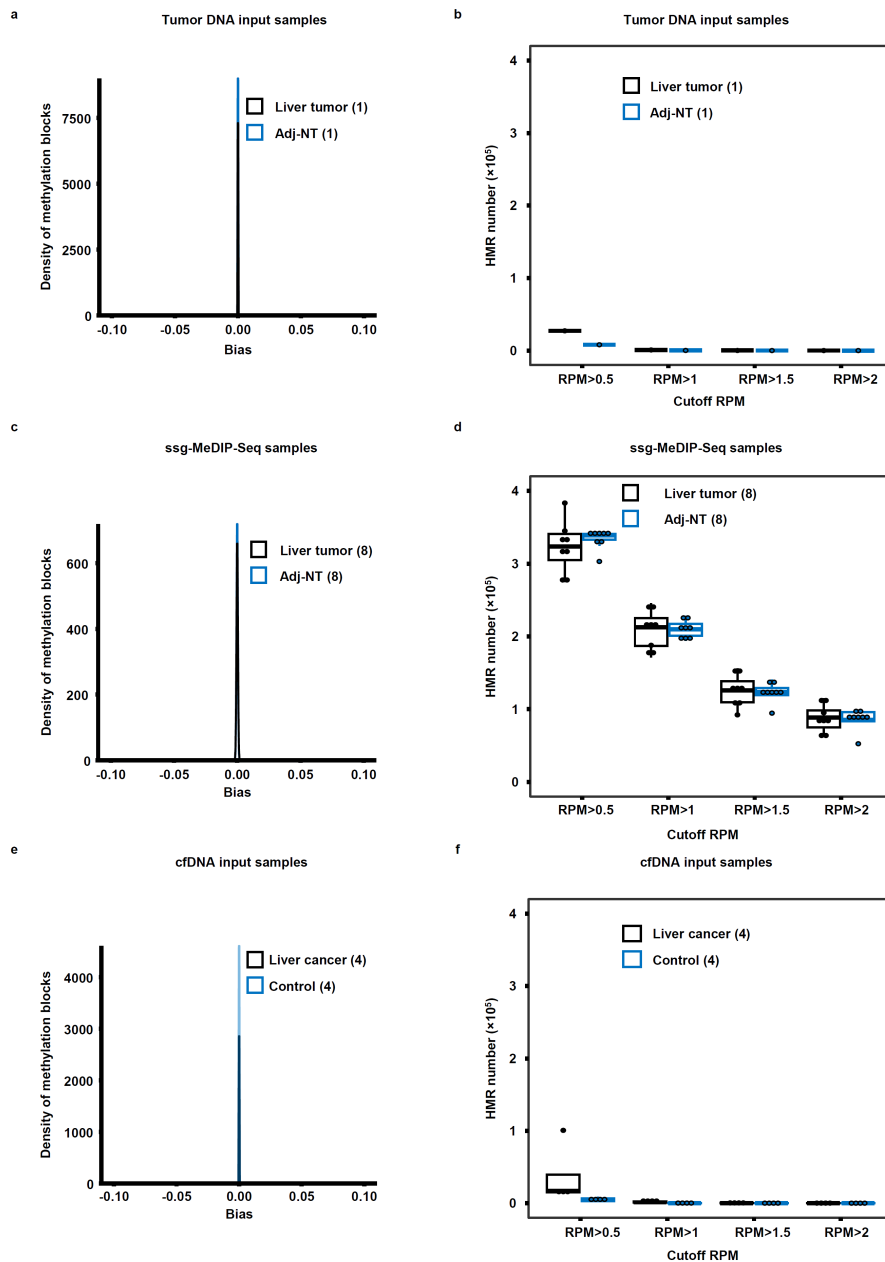 a
Tumor DNA input samples
Density of methylation blocks
7500
5000
2500
0
Liver tumor (1)
Adj-NT (1)
-0.10
-0.05
0.00
0.05
0.10
Bias
b
Tumor DNA input samples
HMR number (×10⁵)
4
3
2
1
0
Liver tumor (1)
Adj-NT (1)
RPM>0.5
RPM>1
RPM>1.5
RPM>2
Cutoff RPM
c
ssg-MeDIP-Seq samples
Density of methylation blocks
600
400
200
0
Liver tumor (8)
Adj-NT (8)
-0.10
-0.05
0.00
0.05
0.10
Bias
d
ssg-MeDIP-Seq samples
HMR number (×10⁵)
4
3
2
1
0
Liver tumor (8)
Adj-NT (8)
RPM>0.5
RPM>1
RPM>1.5
RPM>2
Cutoff RPM
e
cfDNA input samples
Density of methylation blocks
4000
3000
2000
1000
0
Liver cancer (4)
Control (4)
-0.10
-0.05
0.00
0.05
0.10
Bias
f
cfDNA input samples
HMR number (×10⁵)
4
3
2
1
0
Liver cancer (4)
Control (4)
RPM>0.5
RPM>1
RPM>1.5
RPM>2
Cutoff RPM